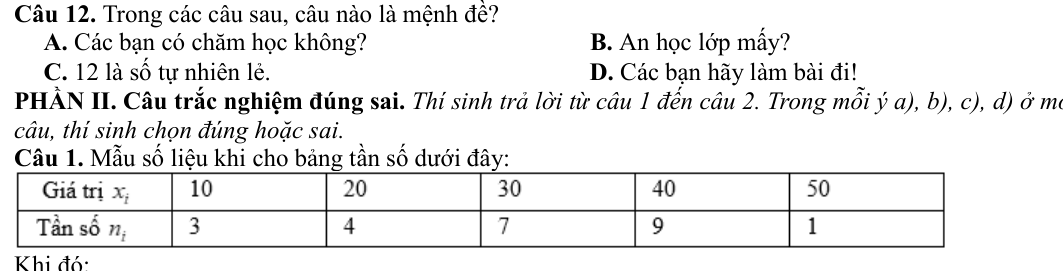 Câu 12. Trong các câu sau, câu nào là mệnh đề?
A. Các bạn có chăm học không? B. An học lớp mấy?
C. 12 là số tự nhiên lẻ. D. Các bạn hãy làm bài đi!
PHẦN II. Câu trắc nghiệm đúng sai. Thí sinh trả lời từ câu 1 đến câu 2. Trong mỗi ý a), b), c), d) ở
câu, thí sinh chọn đúng hoặc sai.
Câu 1. Mẫu số liệu khi cho bảng tần số dưới đây:
Giá trị xᵢ 10 20 30 40 50
Tần số nᵢ 3 4 7 9 1
Khi đó: